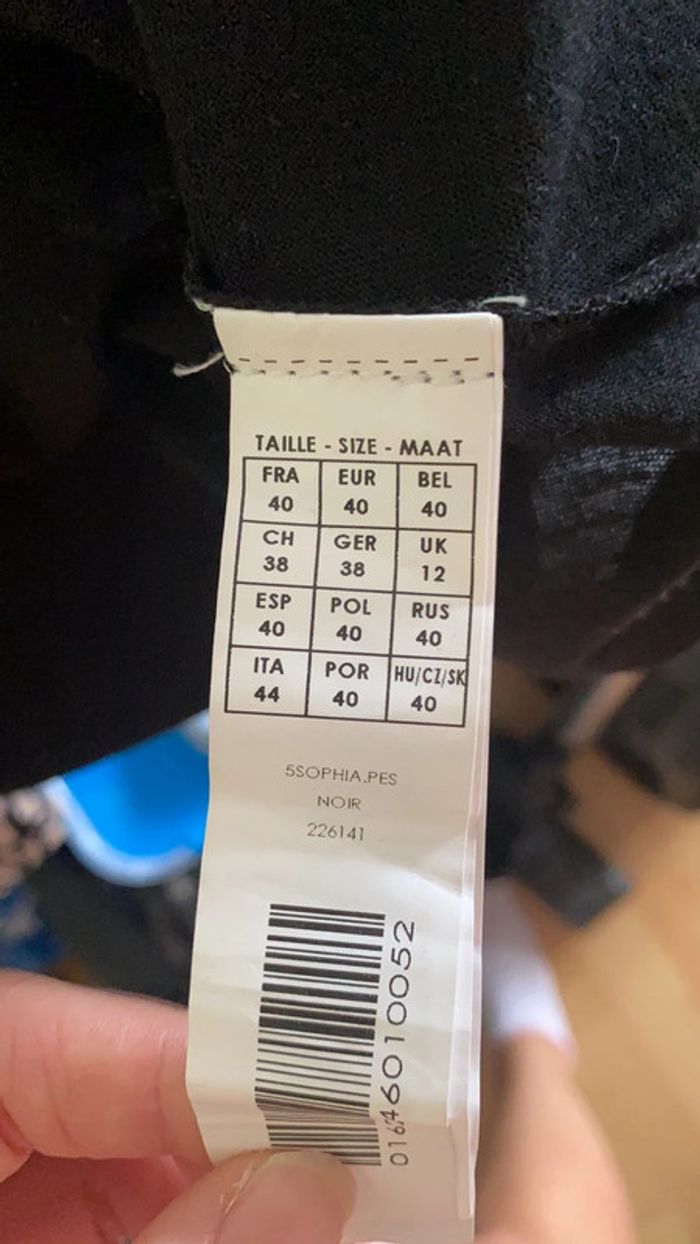 TAILLE - SIZE - MAAT
FRA EUR BEL
40 40 40
CH GER UK
38 38 12
ESP POL RUS
40 40 40
ITA POR HU/CZ/SK
44 40 40
5SOPHIA.PES
NOIR
226141